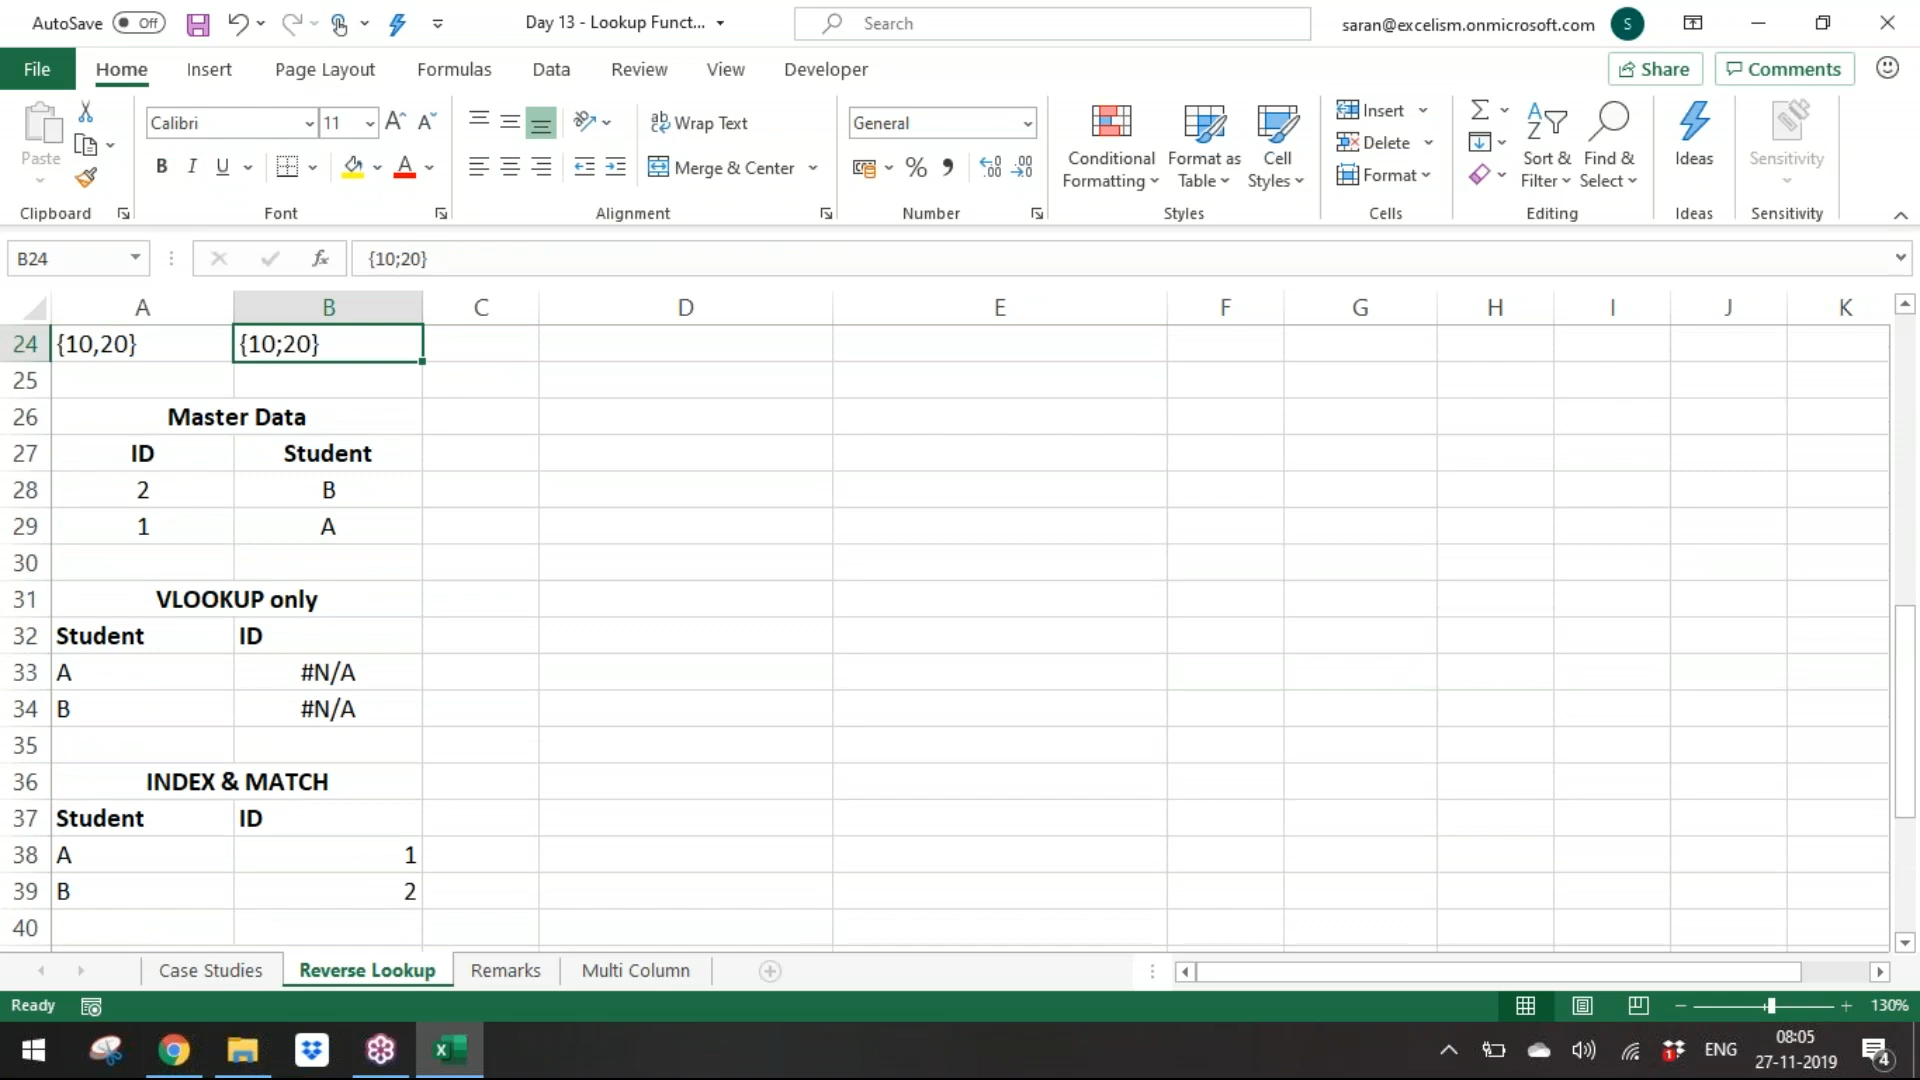 AutoSave Off Day 13 - Lookup Funct... Search saran@excelism.onmicrosoft.com S
File Home Insert Page Layout Formulas Data Review View Developer Share Comments
Calibri 11 Wrap Text General Insert
Paste Conditional Format as Cell Delete Sort & Find & Ideas Sensitivity
B I U Merge & Center % Formatting Table Styles Format Filter Select
Clipboard Font Alignment Number Styles Cells Editing Ideas Sensitivity
B24 fx {10;20}
A B C D E F G H I J K
24 {10,20} {10;20}
25
26 Master Data
27 ID Student
28 2 B
29 1 A
30
31 VLOOKUP only
32 Student ID
33 A #N/A
34 B #N/A
35
36 INDEX & MATCH
37 Student ID
38 A 1
39 B 2
40
Case Studies Reverse Lookup Remarks Multi Column
Ready 130%
ENG 08:05
27-11-2019 4